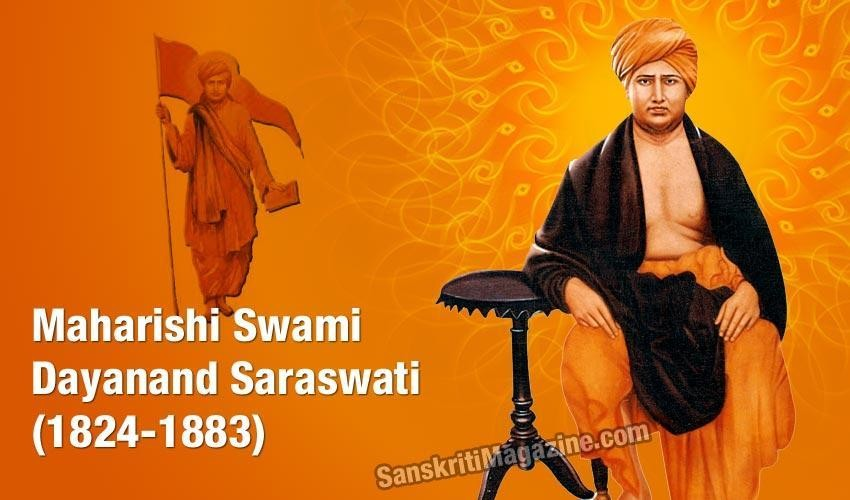 Maharishi Swami
Dayanand Saraswati
(1824-1883)
SanskritiMagazine.com